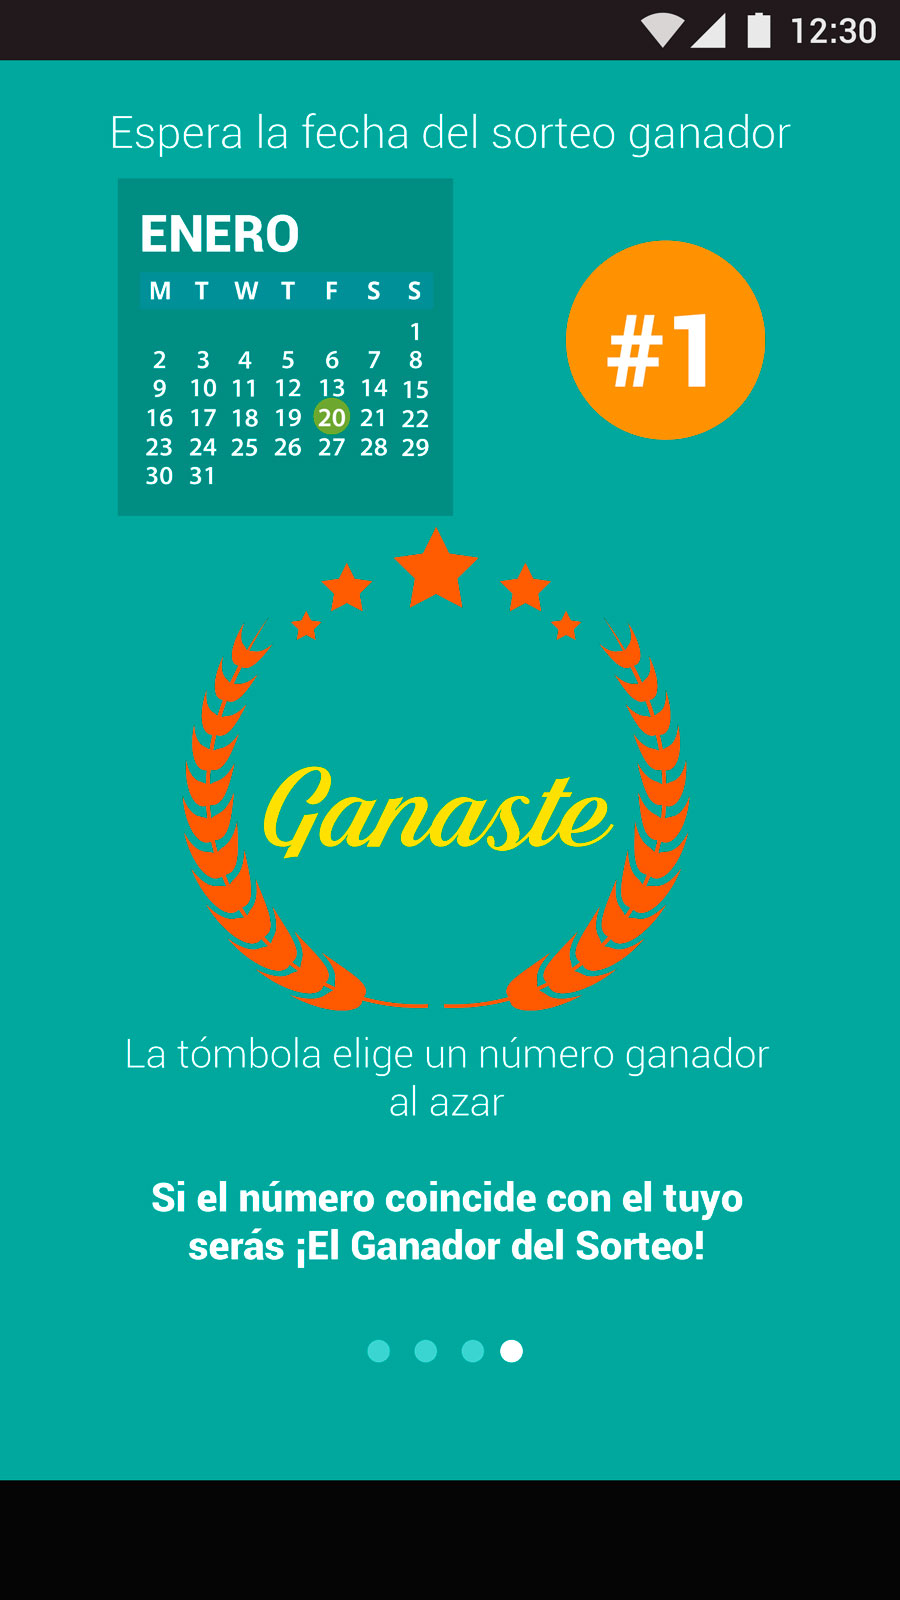 12:30
Espera la fecha del sorteo ganador
ENERO
M T W T F S S
1
2 3 4 5 6 7 8
9 10 11 12 13 14 15
16 17 18 19 20 21 22
23 24 25 26 27 28 29
30 31
#1
Ganaste
La tómbola elige un número ganador
al azar
Si el número coincide con el tuyo
serás ¡El Ganador del Sorteo!